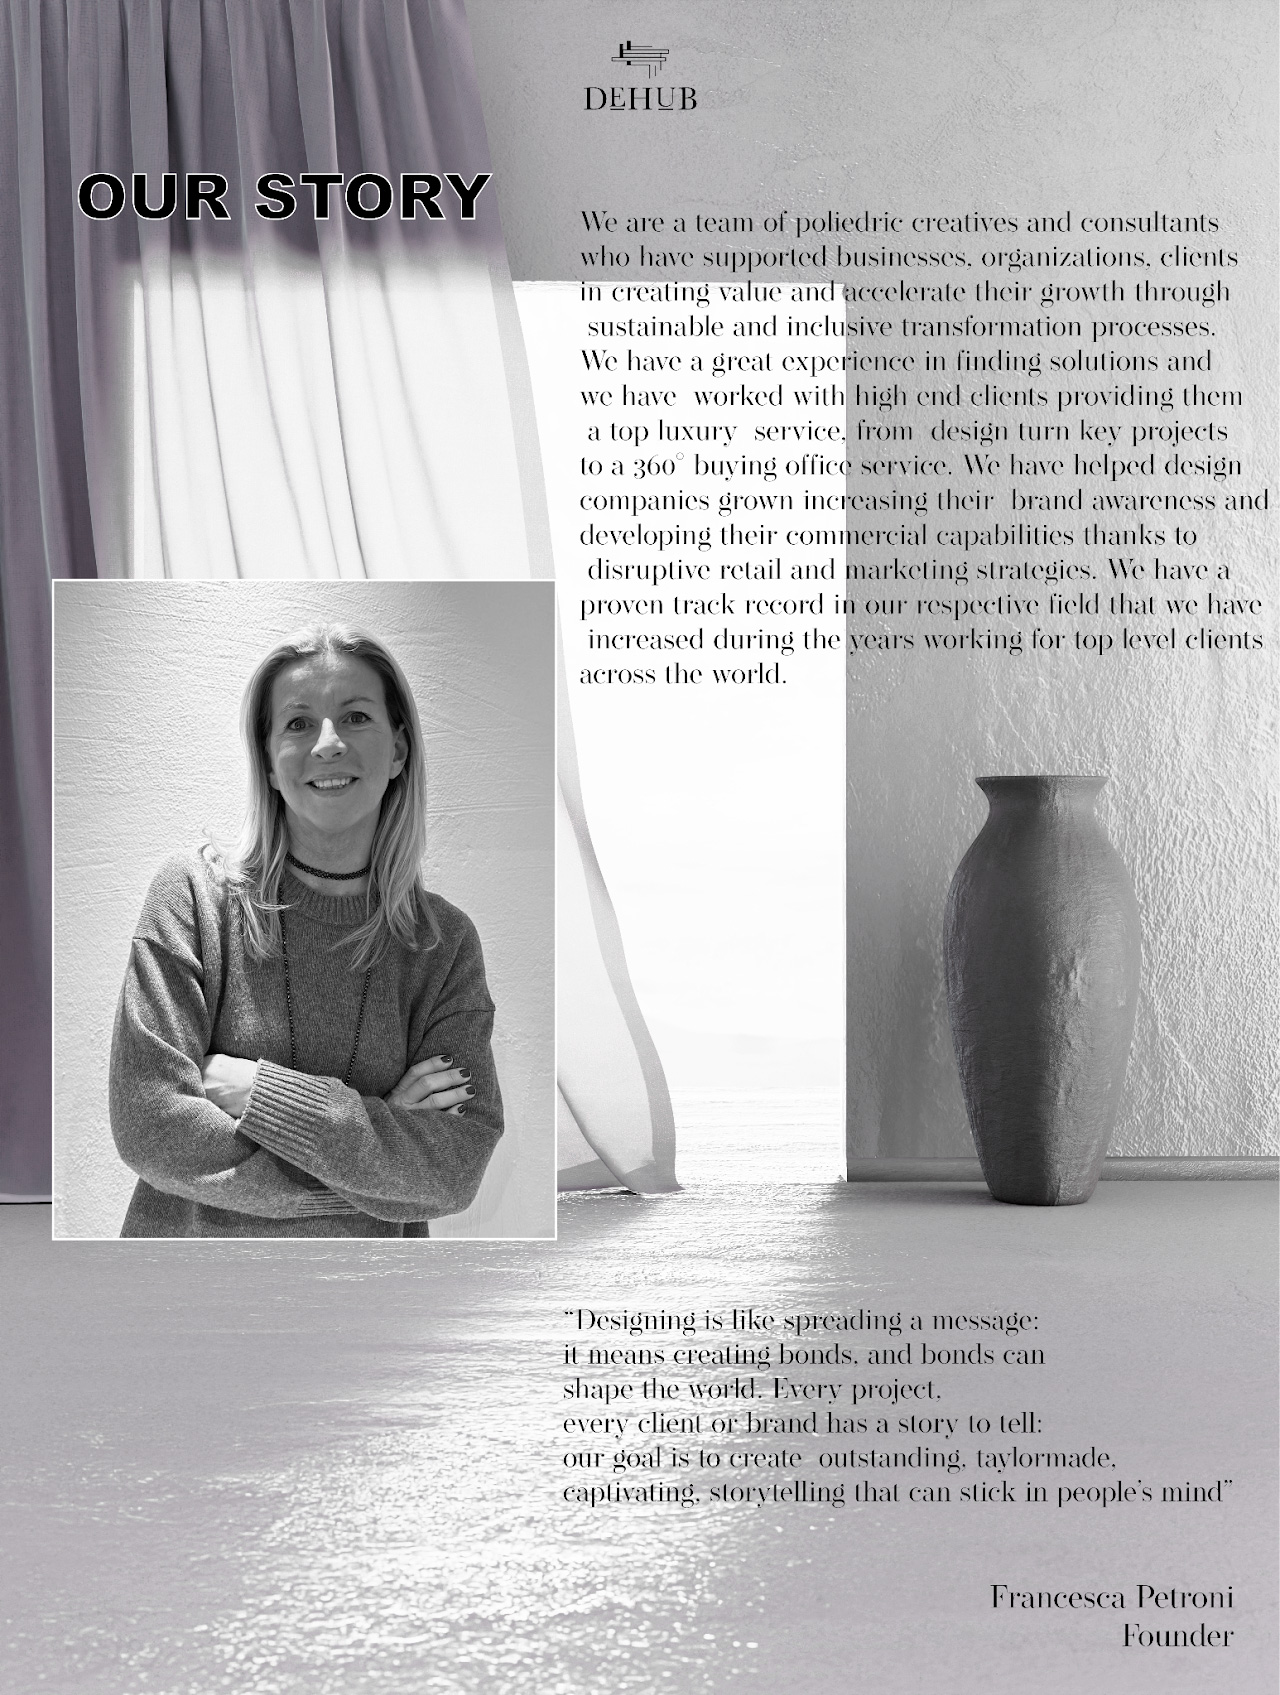 DEHUB
OUR STORY
We are a team of poliedric creatives and consultants
who have supported businesses, organizations, clients
in creating value and accelerate their growth through
sustainable and inclusive transformation processes.
We have a great experience in finding solutions and
we have worked with high end clients providing them
a top luxury service, from design turn key projects
to a 360° buying office service. We have helped design
companies grown increasing their brand awareness and
developing their commercial capabilities thanks to
disruptive retail and marketing strategies. We have a
proven track record in our respective field that we have
increased during the years working for top level clients
across the world.
“Designing is like spreading a message:
it means creating bonds, and bonds can
shape the world. Every project,
every client or brand has a story to tell:
our goal is to create outstanding, taylormade,
captivating, storytelling that can stick in people's mind”
Francesca Petroni
Founder